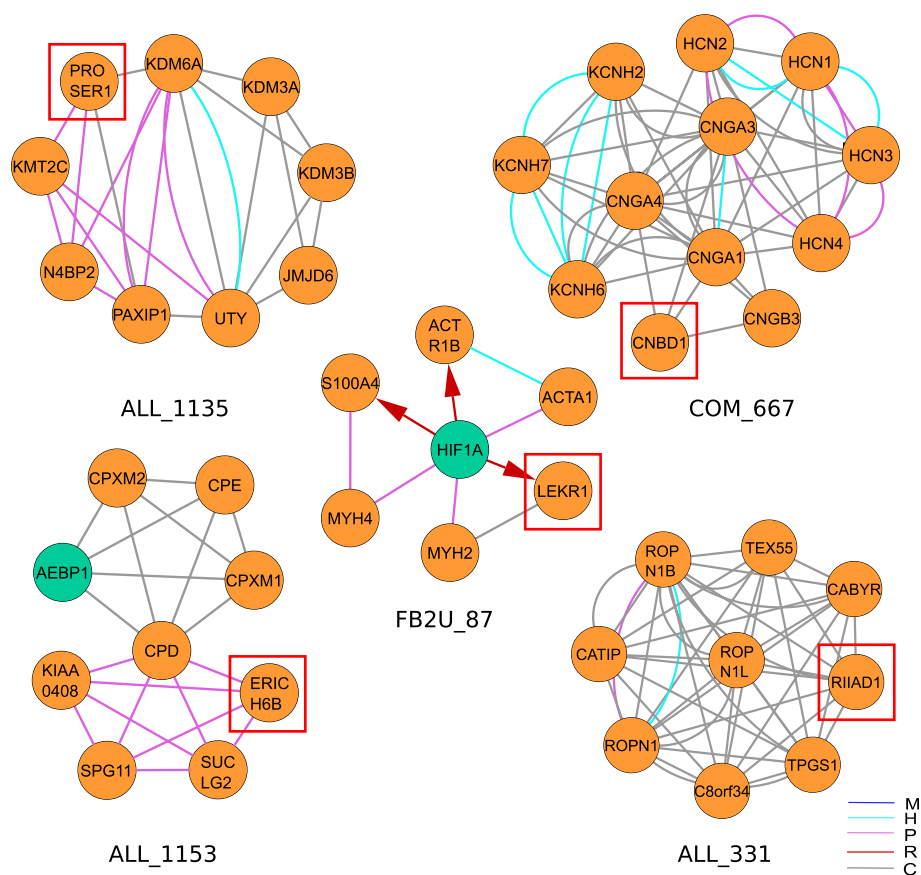 PRO
SER1
KDM6A
KDM3A
KMT2C
KDM3B
N4BP2
JMJD6
PAXIP1
UTY
ALL_1135
HCN2
HCN1
KCNH2
CNGA3
KCNH7
HCN3
CNGA4
HCN4
CNGA1
KCNH6
CNGB3
CNBD1
COM_667
ACT
R1B
S100A4
ACTA1
HIF1A
LEKR1
MYH4
MYH2
FB2U_87
CPXM2
CPE
AEBP1
CPXM1
CPD
KIAA
0408
ERIC
H6B
SPG11
SUC
LG2
ALL_1153
ROP
N1B
TEX55
CABYR
CATIP
ROP
N1L
RIIAD1
ROPN1
TPGS1
C8orf34
ALL_331
M
H
P
R
C